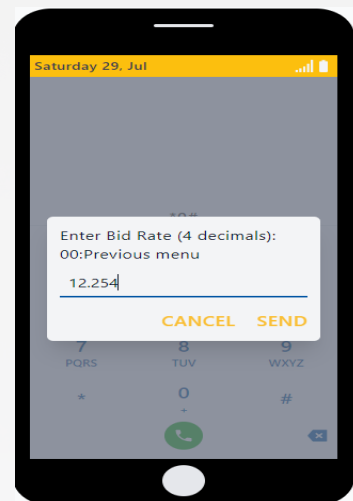 Saturday 29, Jul
*10#
Enter Bid Rate (4 decimals):
00:Previous menu
12.254
CANCEL SEND
7 8 9
PQRS TUV WXYZ
* 0 #
+